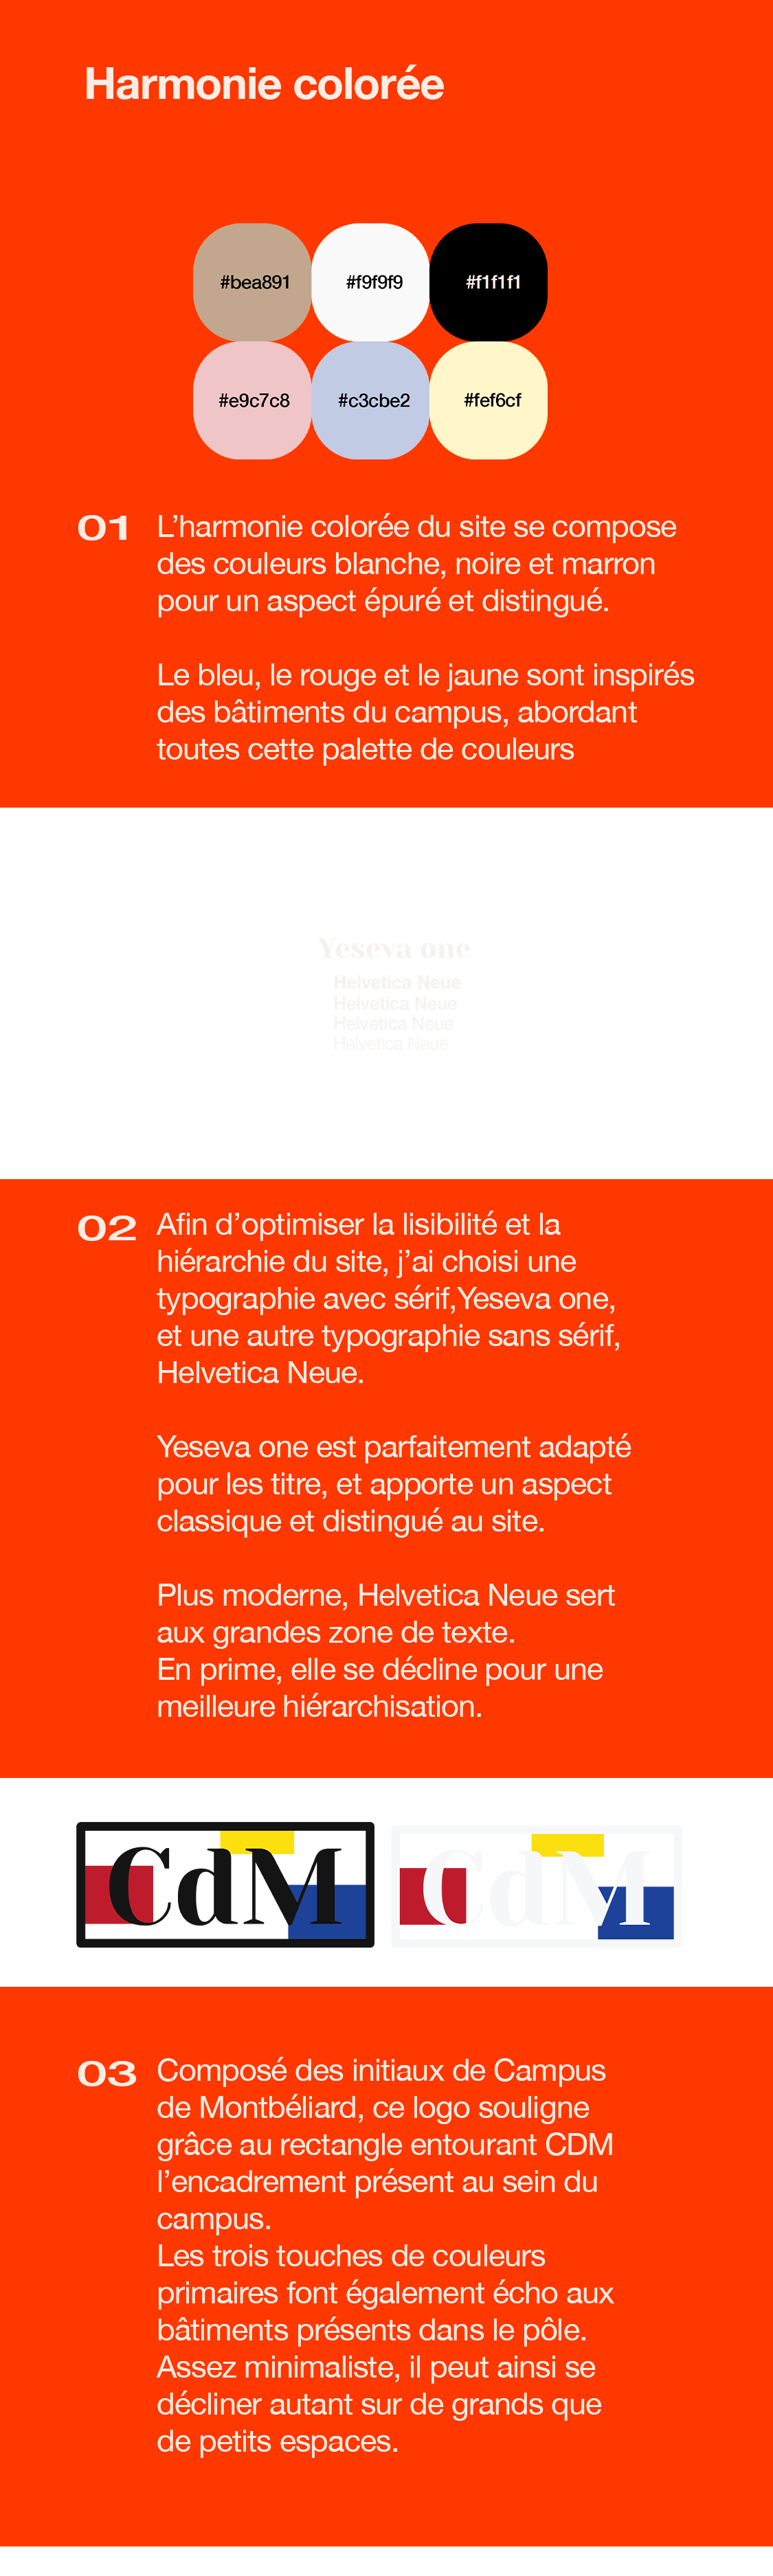 Harmonie colorée
#bea891 #f9f9f9 #f1f1f1
#e9c7c8 #c3cbe2 #fef6cf
01 L’harmonie colorée du site se compose
des couleurs blanche, noire et marron
pour un aspect épuré et distingué.
Le bleu, le rouge et le jaune sont inspirés
des bâtiments du campus, abordant
toutes cette palette de couleurs
Yeseva one
Helvetica Neue
Helvetica Neue
Helvetica Neue
Helvetica Neue
02 Afin d’optimiser la lisibilité et la
hiérarchie du site, j’ai choisi une
typographie avec sérif,Yeseva one,
et une autre typographie sans sérif,
Helvetica Neue.
Yeseva one est parfaitement adapté
pour les titre, et apporte un aspect
classique et distingué au site.
Plus moderne, Helvetica Neue sert
aux grandes zone de texte.
En prime, elle se décline pour une
meilleure hiérarchisation.
CdM CdM
03 Composé des initiaux de Campus
de Montbéliard, ce logo souligne
grâce au rectangle entourant CDM
l’encadrement présent au sein du
campus.
Les trois touches de couleurs
primaires font également écho aux
bâtiments présents dans le pôle.
Assez minimaliste, il peut ainsi se
décliner autant sur de grands que
de petits espaces.